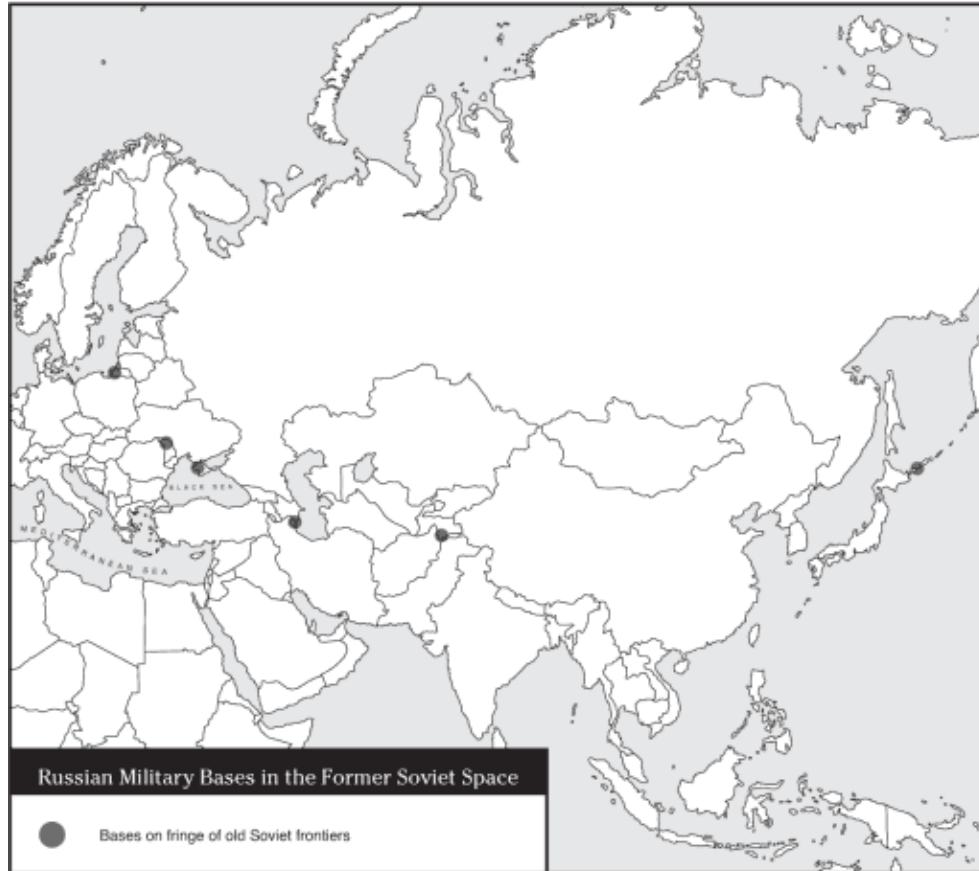 BLACK SEA
MEDITERRANEAN SEA
Russian Military Bases in the Former Soviet Space
Bases on fringe of old Soviet frontiers